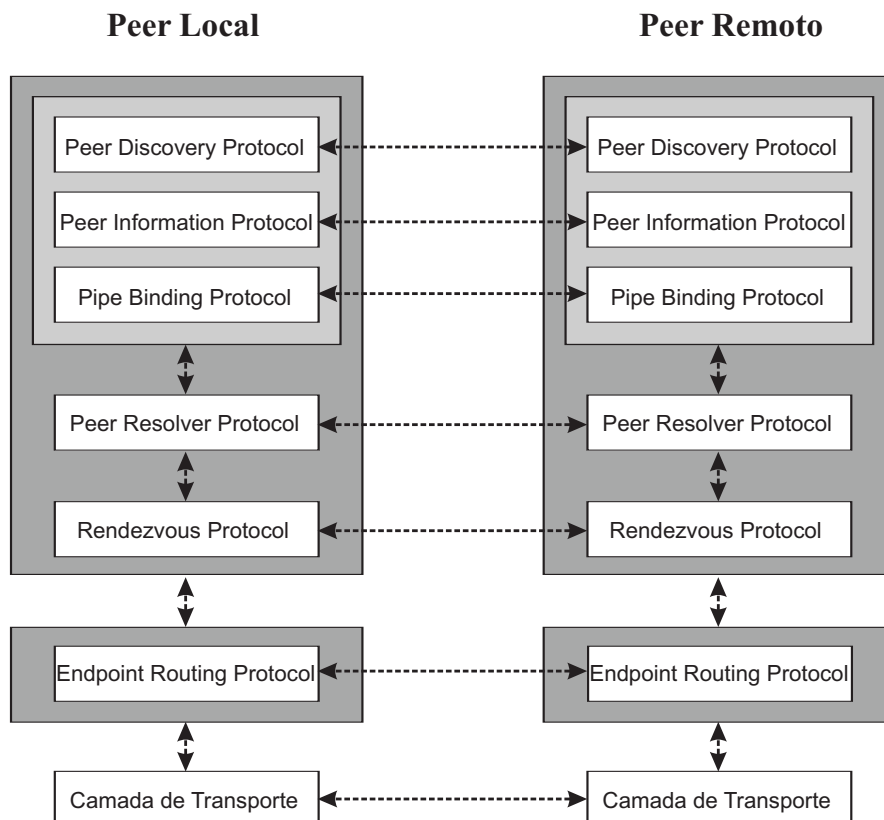 Peer Local
Peer Remoto
Peer Discovery Protocol
Peer Discovery Protocol
Peer Information Protocol
Peer Information Protocol
Pipe Binding Protocol
Pipe Binding Protocol
Peer Resolver Protocol
Peer Resolver Protocol
Rendezvous Protocol
Rendezvous Protocol
Endpoint Routing Protocol
Endpoint Routing Protocol
Camada de Transporte
Camada de Transporte